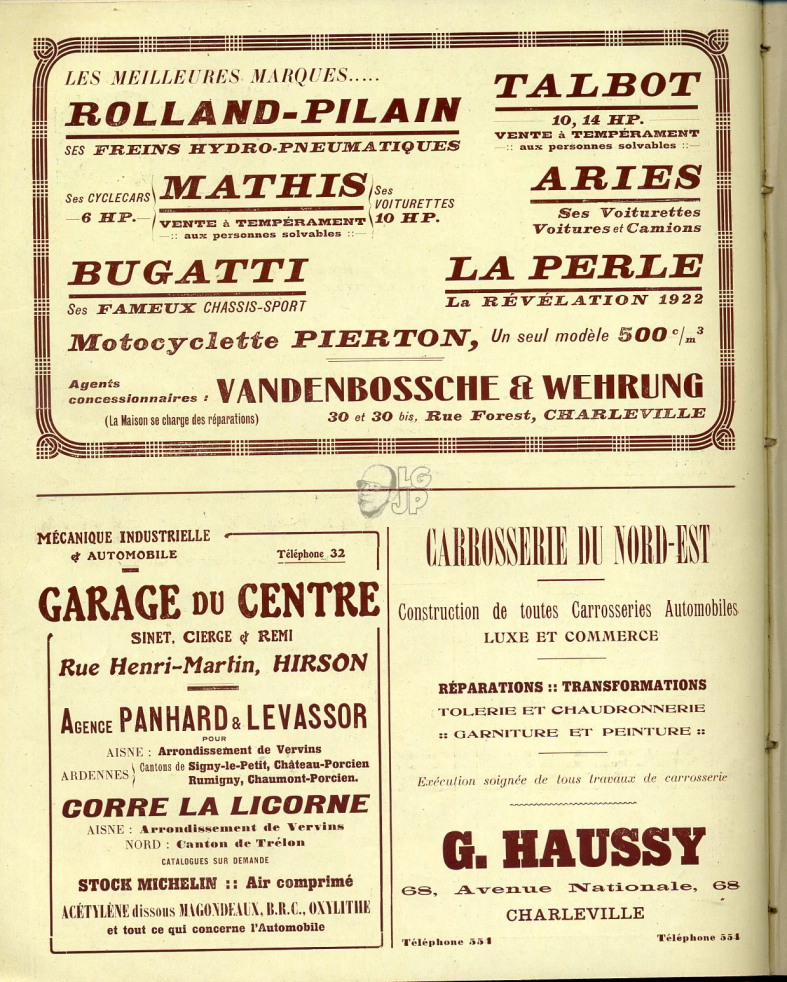 LES MEILLEURES MARQUES.....
ROLLAND-PILAIN
SES FREINS HYDRO-PNEUMATIQUES
TALBOT
10, 14 HP.
VENTE à TEMPÉRAMENT
—:: aux personnes solvables ::—
Ses CYCLECARS
—6 HP.—
MATHIS
VENTE à TEMPÉRAMENT
—:: aux personnes solvables ::—
Ses
VOITURETTES
10 HP.
ARIES
Ses Voiturettes
Voitures et Camions
BUGATTI
Ses FAMEUX CHASSIS-SPORT
LA PERLE
La RÉVÉLATION 1922
Motocyclette PIERTON, Un seul modèle 500 c/m3
Agents
concessionnaires :
VANDENBOSSCHE & WEHRUNG
(La Maison se charge des réparations)
30 et 30 bis, Rue Forest, CHARLEVILLE
LG
JP
MÉCANIQUE INDUSTRIELLE
& AUTOMOBILE
Téléphone 32
GARAGE DU CENTRE
SINET, CIERGE & REMI
Rue Henri-Martin, HIRSON
AGENCE PANHARD & LEVASSOR
POUR
AISNE : Arrondissement de Vervins
ARDENNES } Cantons de Signy-le-Petit, Château-Porcien
Rumigny, Chaumont-Porcien.
CORRE LA LICORNE
AISNE : Arrondissement de Vervins
NORD : Canton de Trélon
CATALOGUES SUR DEMANDE
STOCK MICHELIN :: Air comprimé
ACÉTYLÈNE dissous MAGONDEAUX, B.R.C., OXYLITHE
et tout ce qui concerne l'Automobile
CARROSSERIE DU NORD-EST
Construction de toutes Carrosseries Automobiles
LUXE ET COMMERCE
RÉPARATIONS :: TRANSFORMATIONS
TOLERIE ET CHAUDRONNERIE
:: GARNITURE ET PEINTURE ::
Exécution soignée de tous travaux de carrosserie
G. HAUSSY
68, Avenue Nationale, 68
CHARLEVILLE
Téléphone 551
Téléphone 551